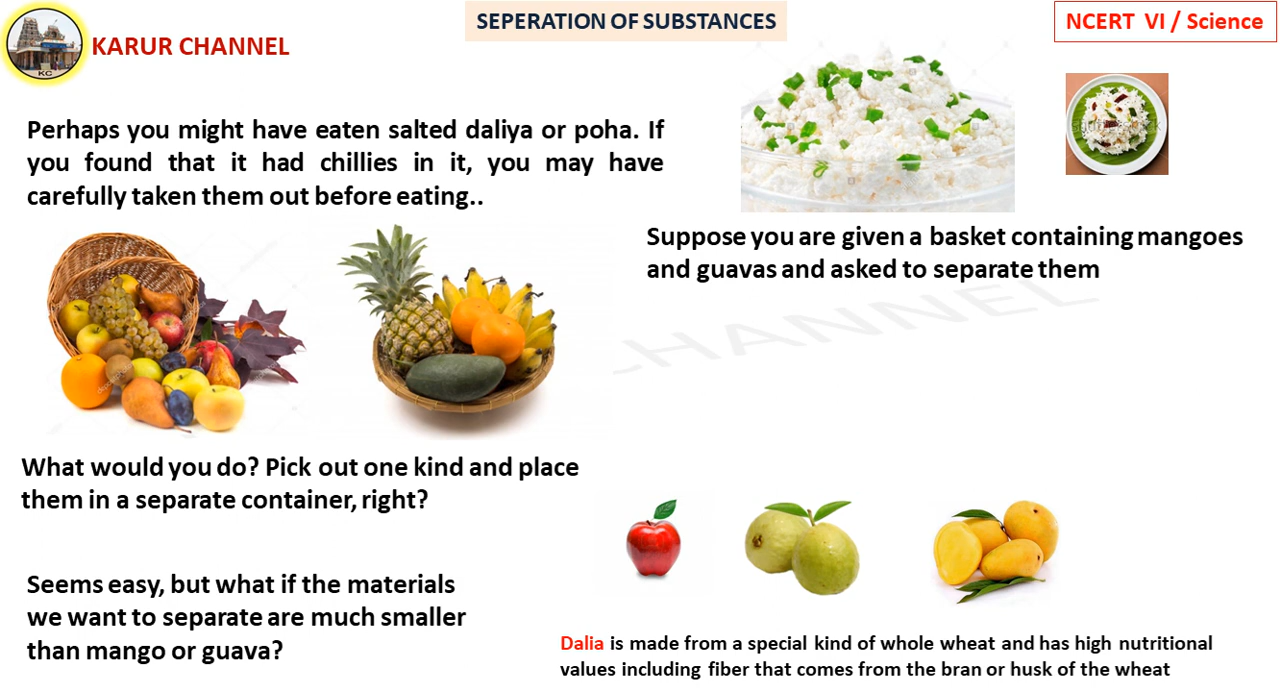 SEPERATION OF SUBSTANCES
NCERT VI / Science
KARUR CHANNEL
KC
Perhaps you might have eaten salted daliya or poha. If
you found that it had chillies in it, you may have
carefully taken them out before eating..
Suppose you are given a basket containing mangoes
and guavas and asked to separate them
CHANNEL
What would you do? Pick out one kind and place
them in a separate container, right?
Seems easy, but what if the materials
we want to separate are much smaller
than mango or guava?
Dalia is made from a special kind of whole wheat and has high nutritional
values including fiber that comes from the bran or husk of the wheat